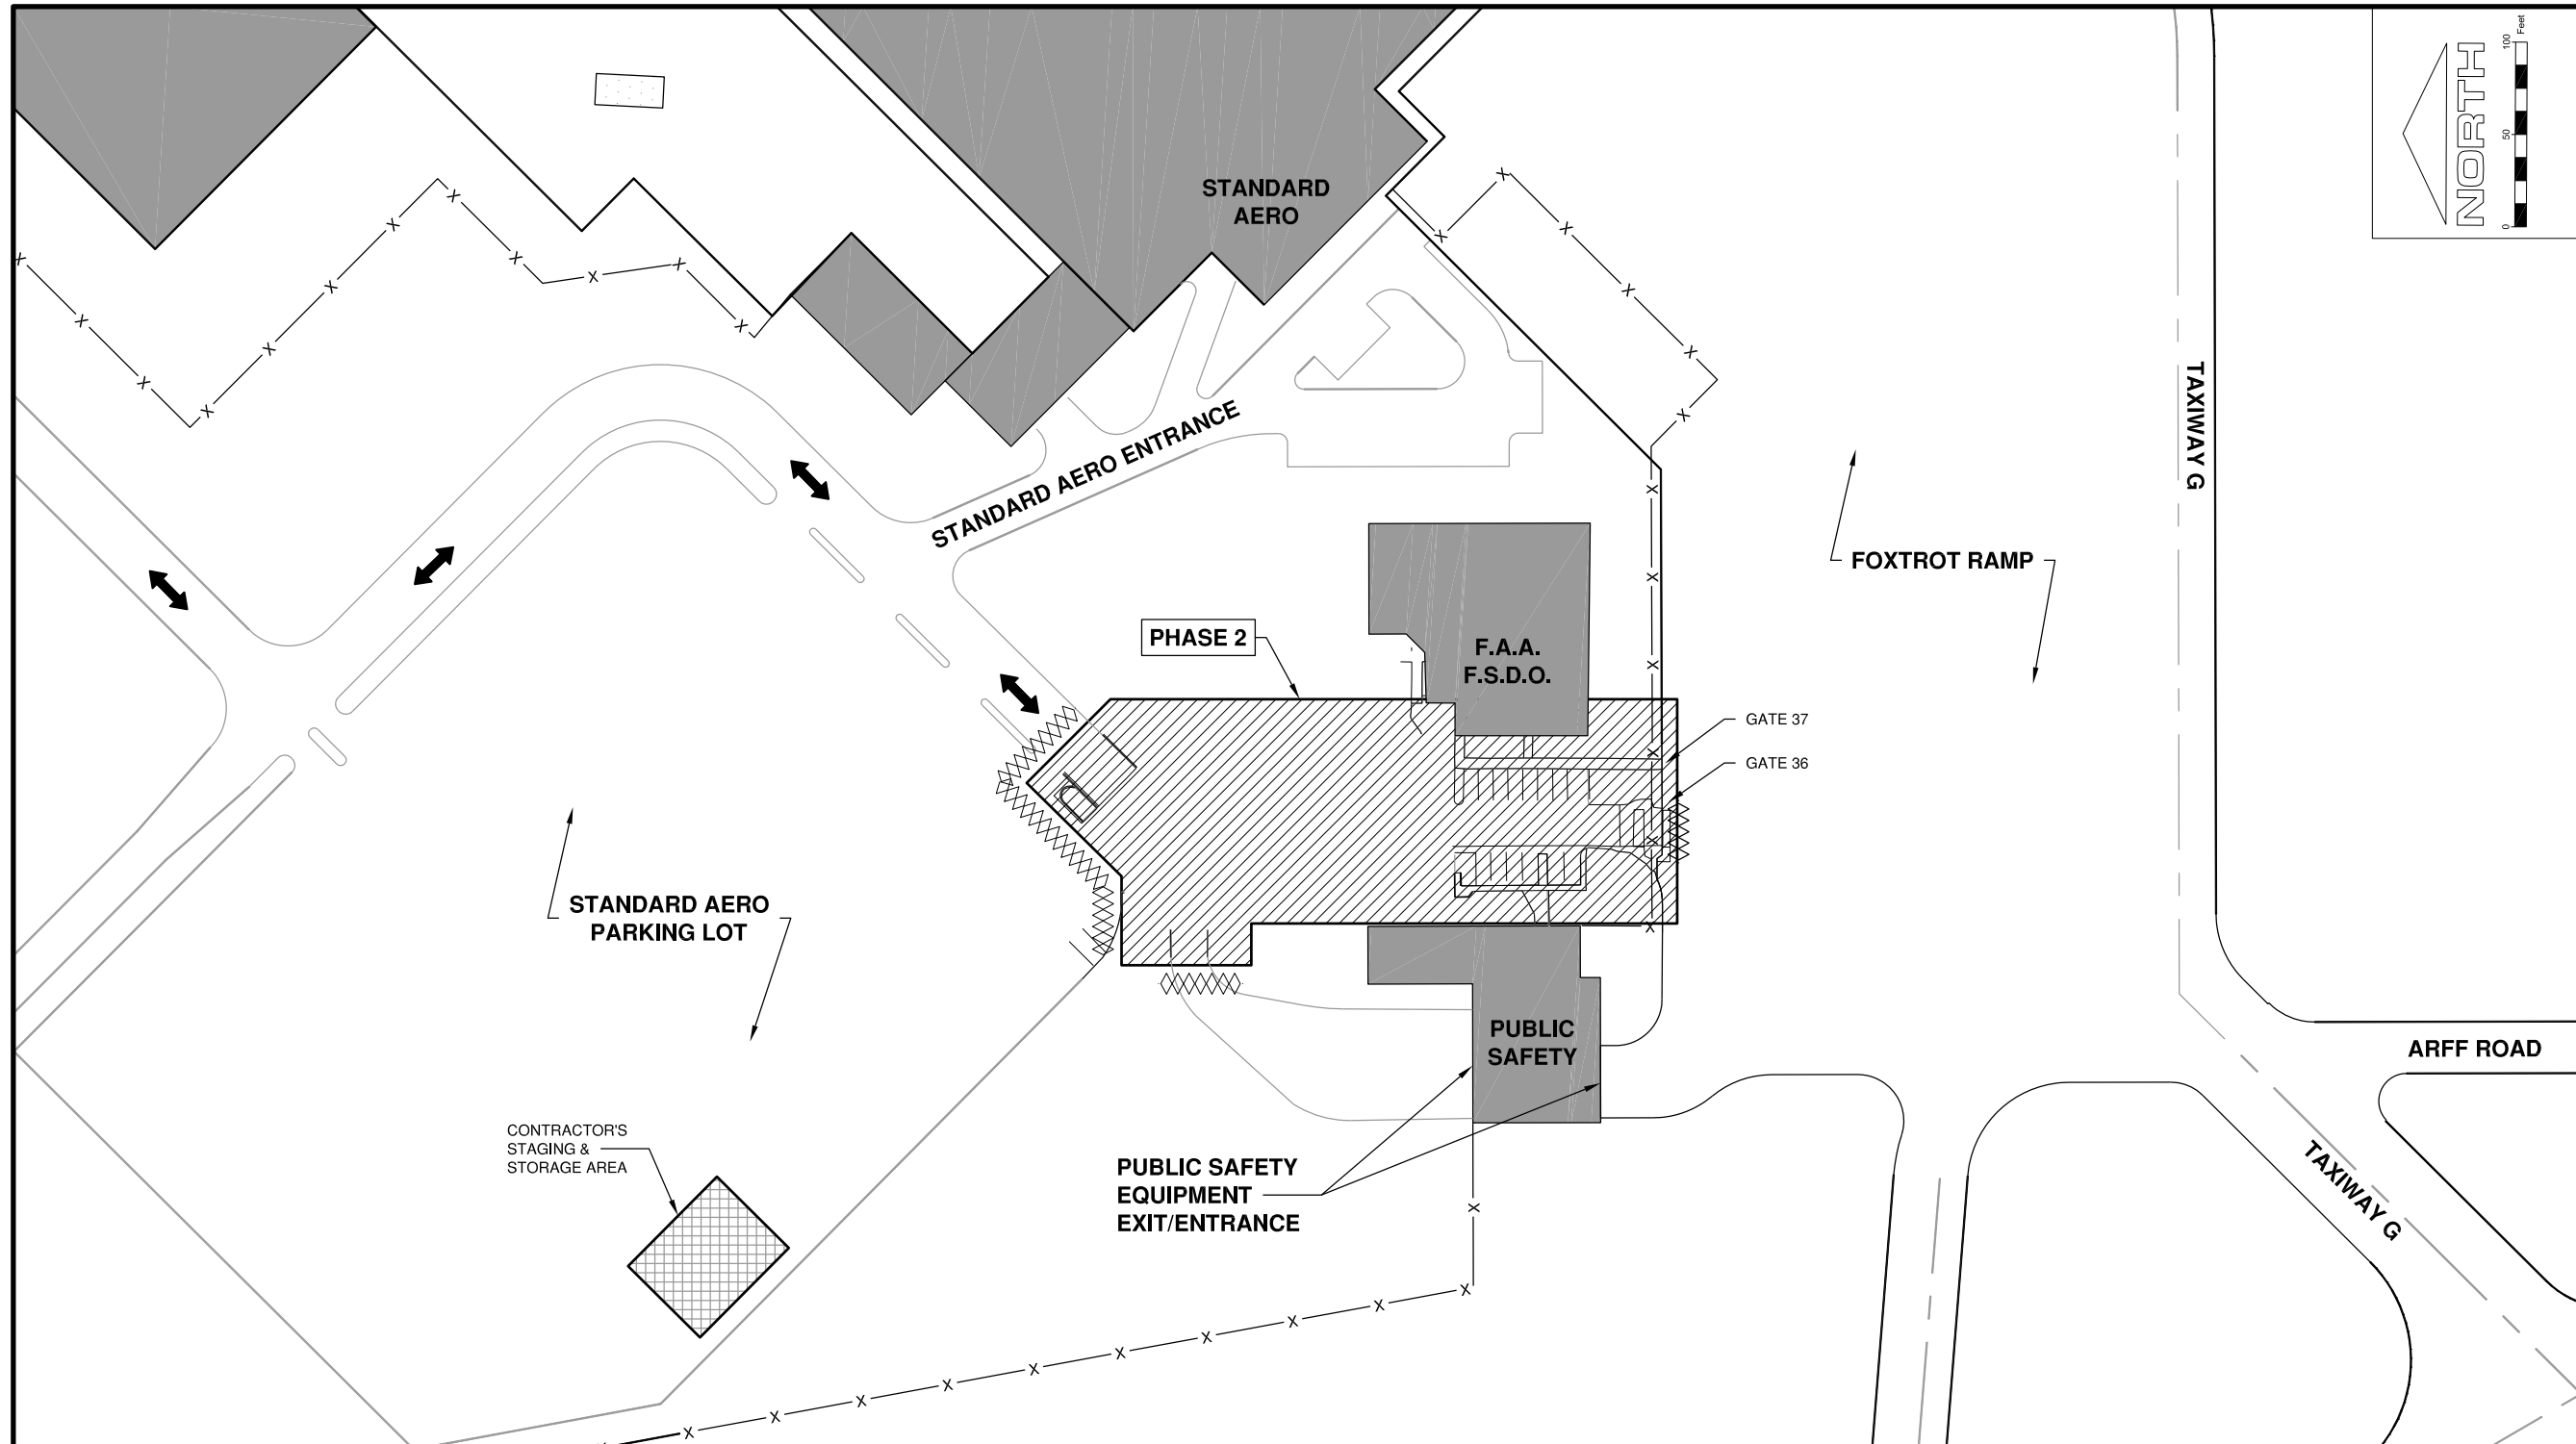 STANDARD
AERO
NORTH
0
50
100
Feet
STANDARD AERO ENTRANCE
TAXIWAY G
FOXTROT RAMP
PHASE 2
F.A.A.
F.S.D.O.
GATE 37
GATE 36
STANDARD AERO
PARKING LOT
PUBLIC
SAFETY
ARFF ROAD
CONTRACTOR'S
STAGING &
STORAGE AREA
PUBLIC SAFETY
EQUIPMENT
EXIT/ENTRANCE
TAXIWAY G